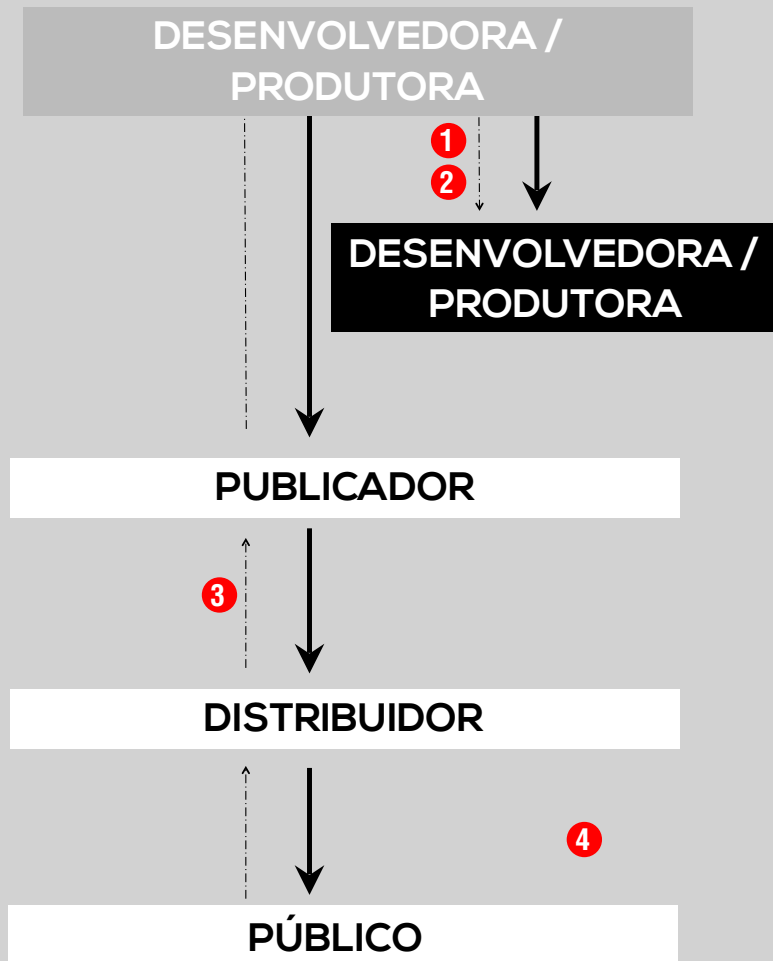 DESENVOLVEDORA /
PRODUTORA
1
2
DESENVOLVEDORA /
PRODUTORA
PUBLICADOR
3
DISTRIBUIDOR
4
PÚBLICO